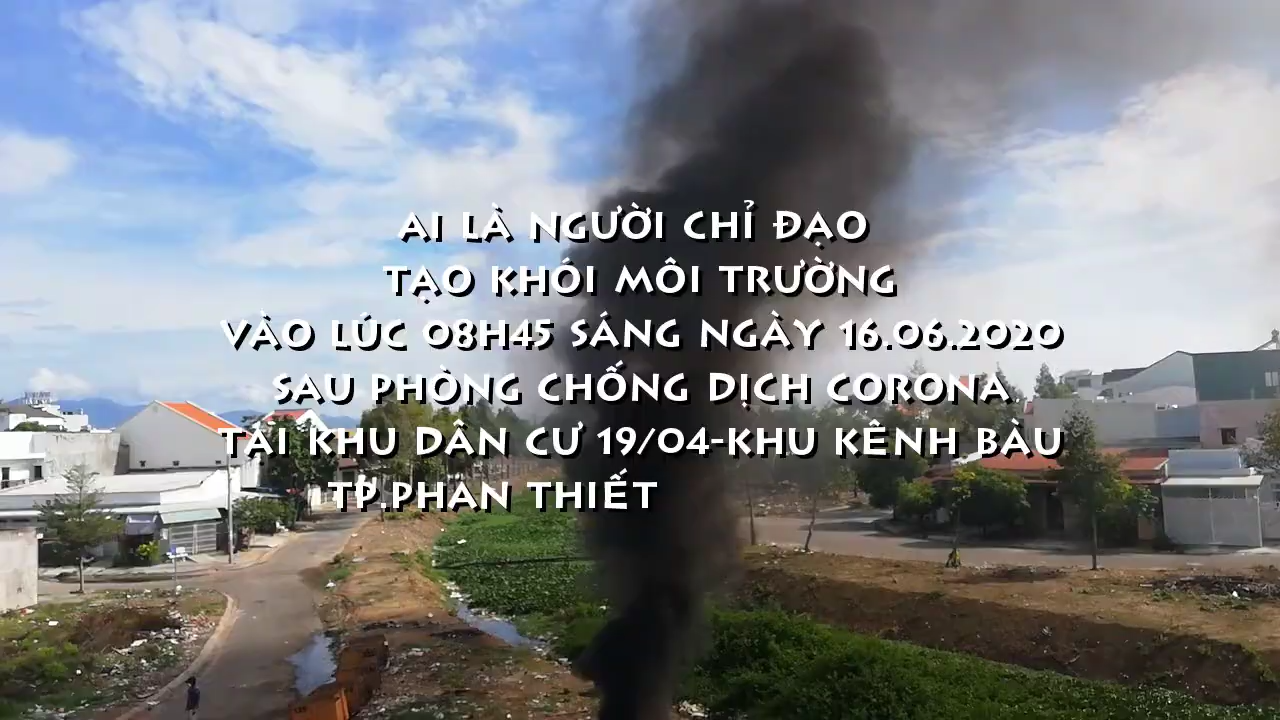 AI LÀ NGƯỜI CHỈ ĐẠO
TẠO KHÓI MÔI TRƯỜNG
VÀO LÚC 08H45 SÁNG NGÀY 16.06.2020
SAU PHÒNG CHỐNG DỊCH CORONA.
TẠI KHU DÂN CƯ 19/04-KHU KÊNH BÀU
TP.PHAN THIẾT